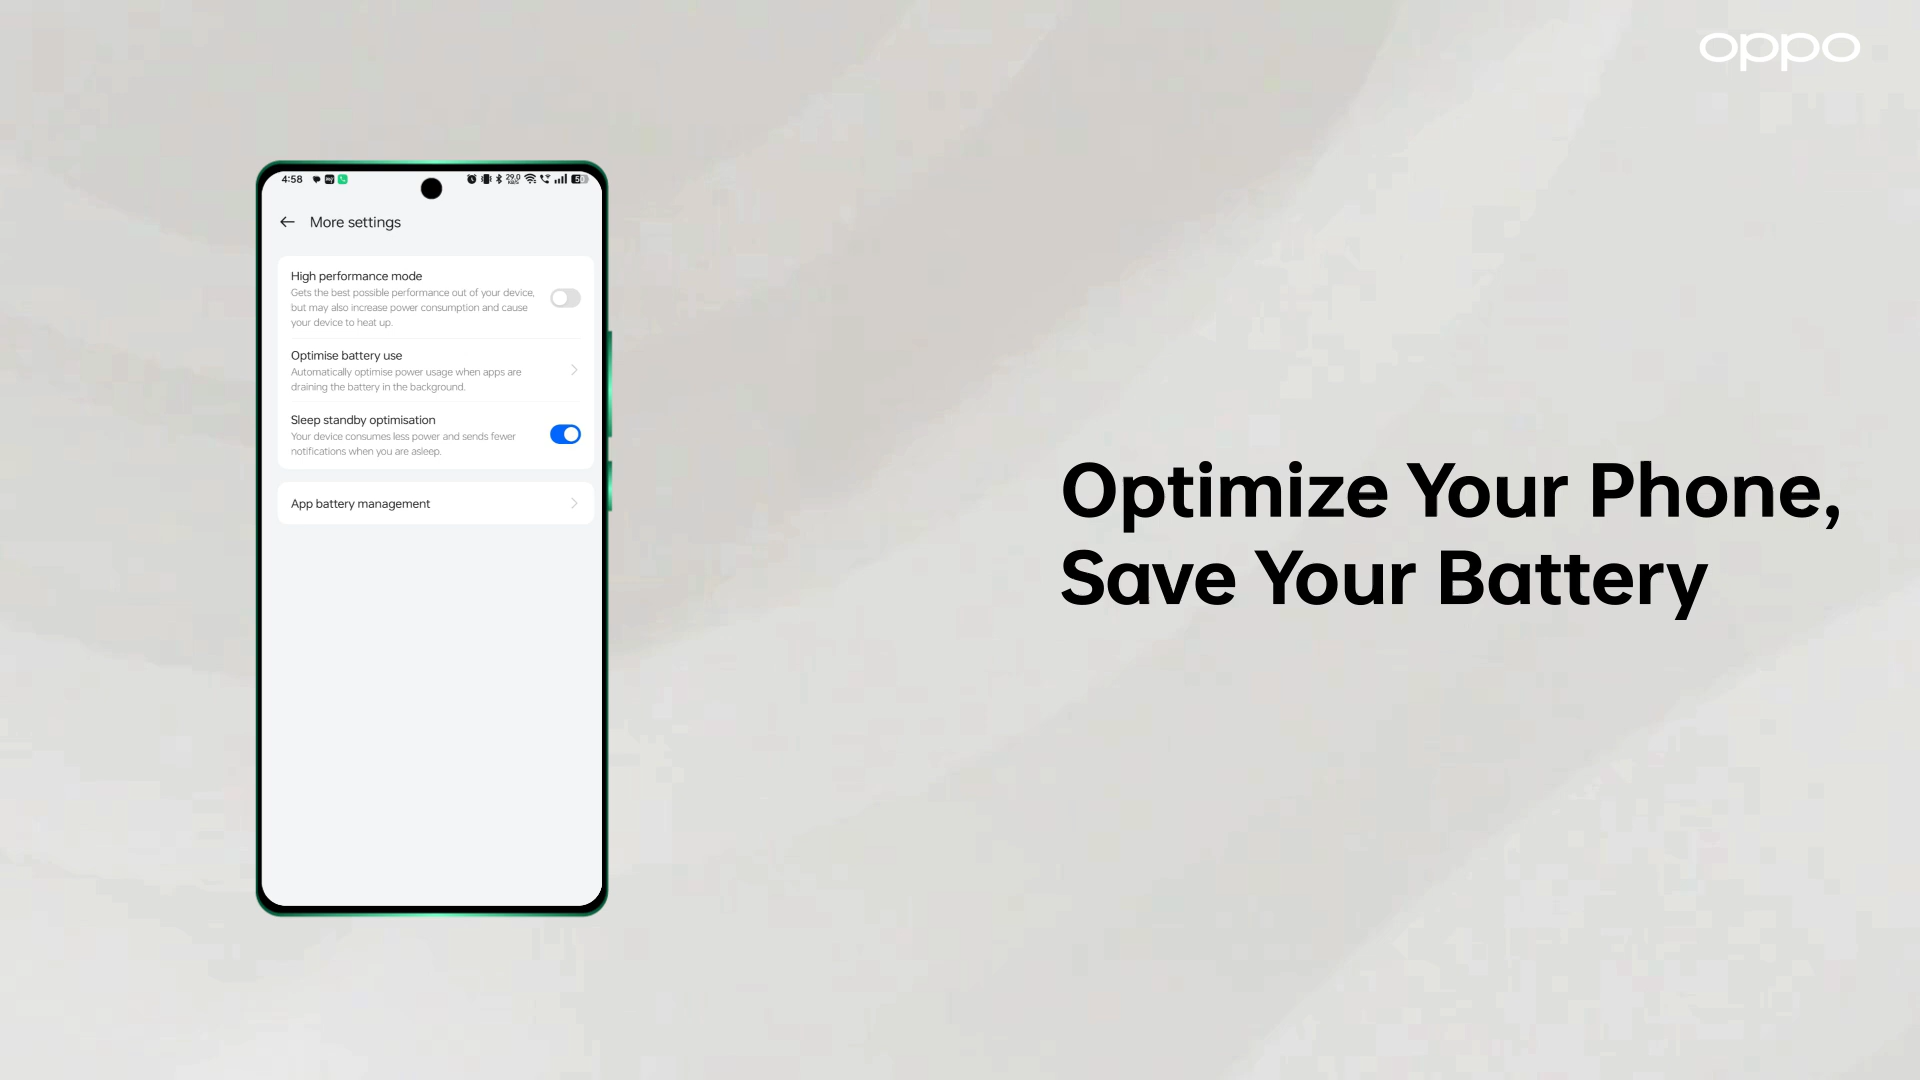 oppo
4:58
29.0
KB/S
More settings
High performance mode
Gets the best possible performance out of your device,
but may also increase power consumption and cause
your device to heat up.
Optimise battery use
Automatically optimise power usage when apps are
draining the battery in the background.
Sleep standby optimisation
Your device consumes less power and sends fewer
notifications when you are asleep.
App battery management
Optimize Your Phone,
Save Your Battery